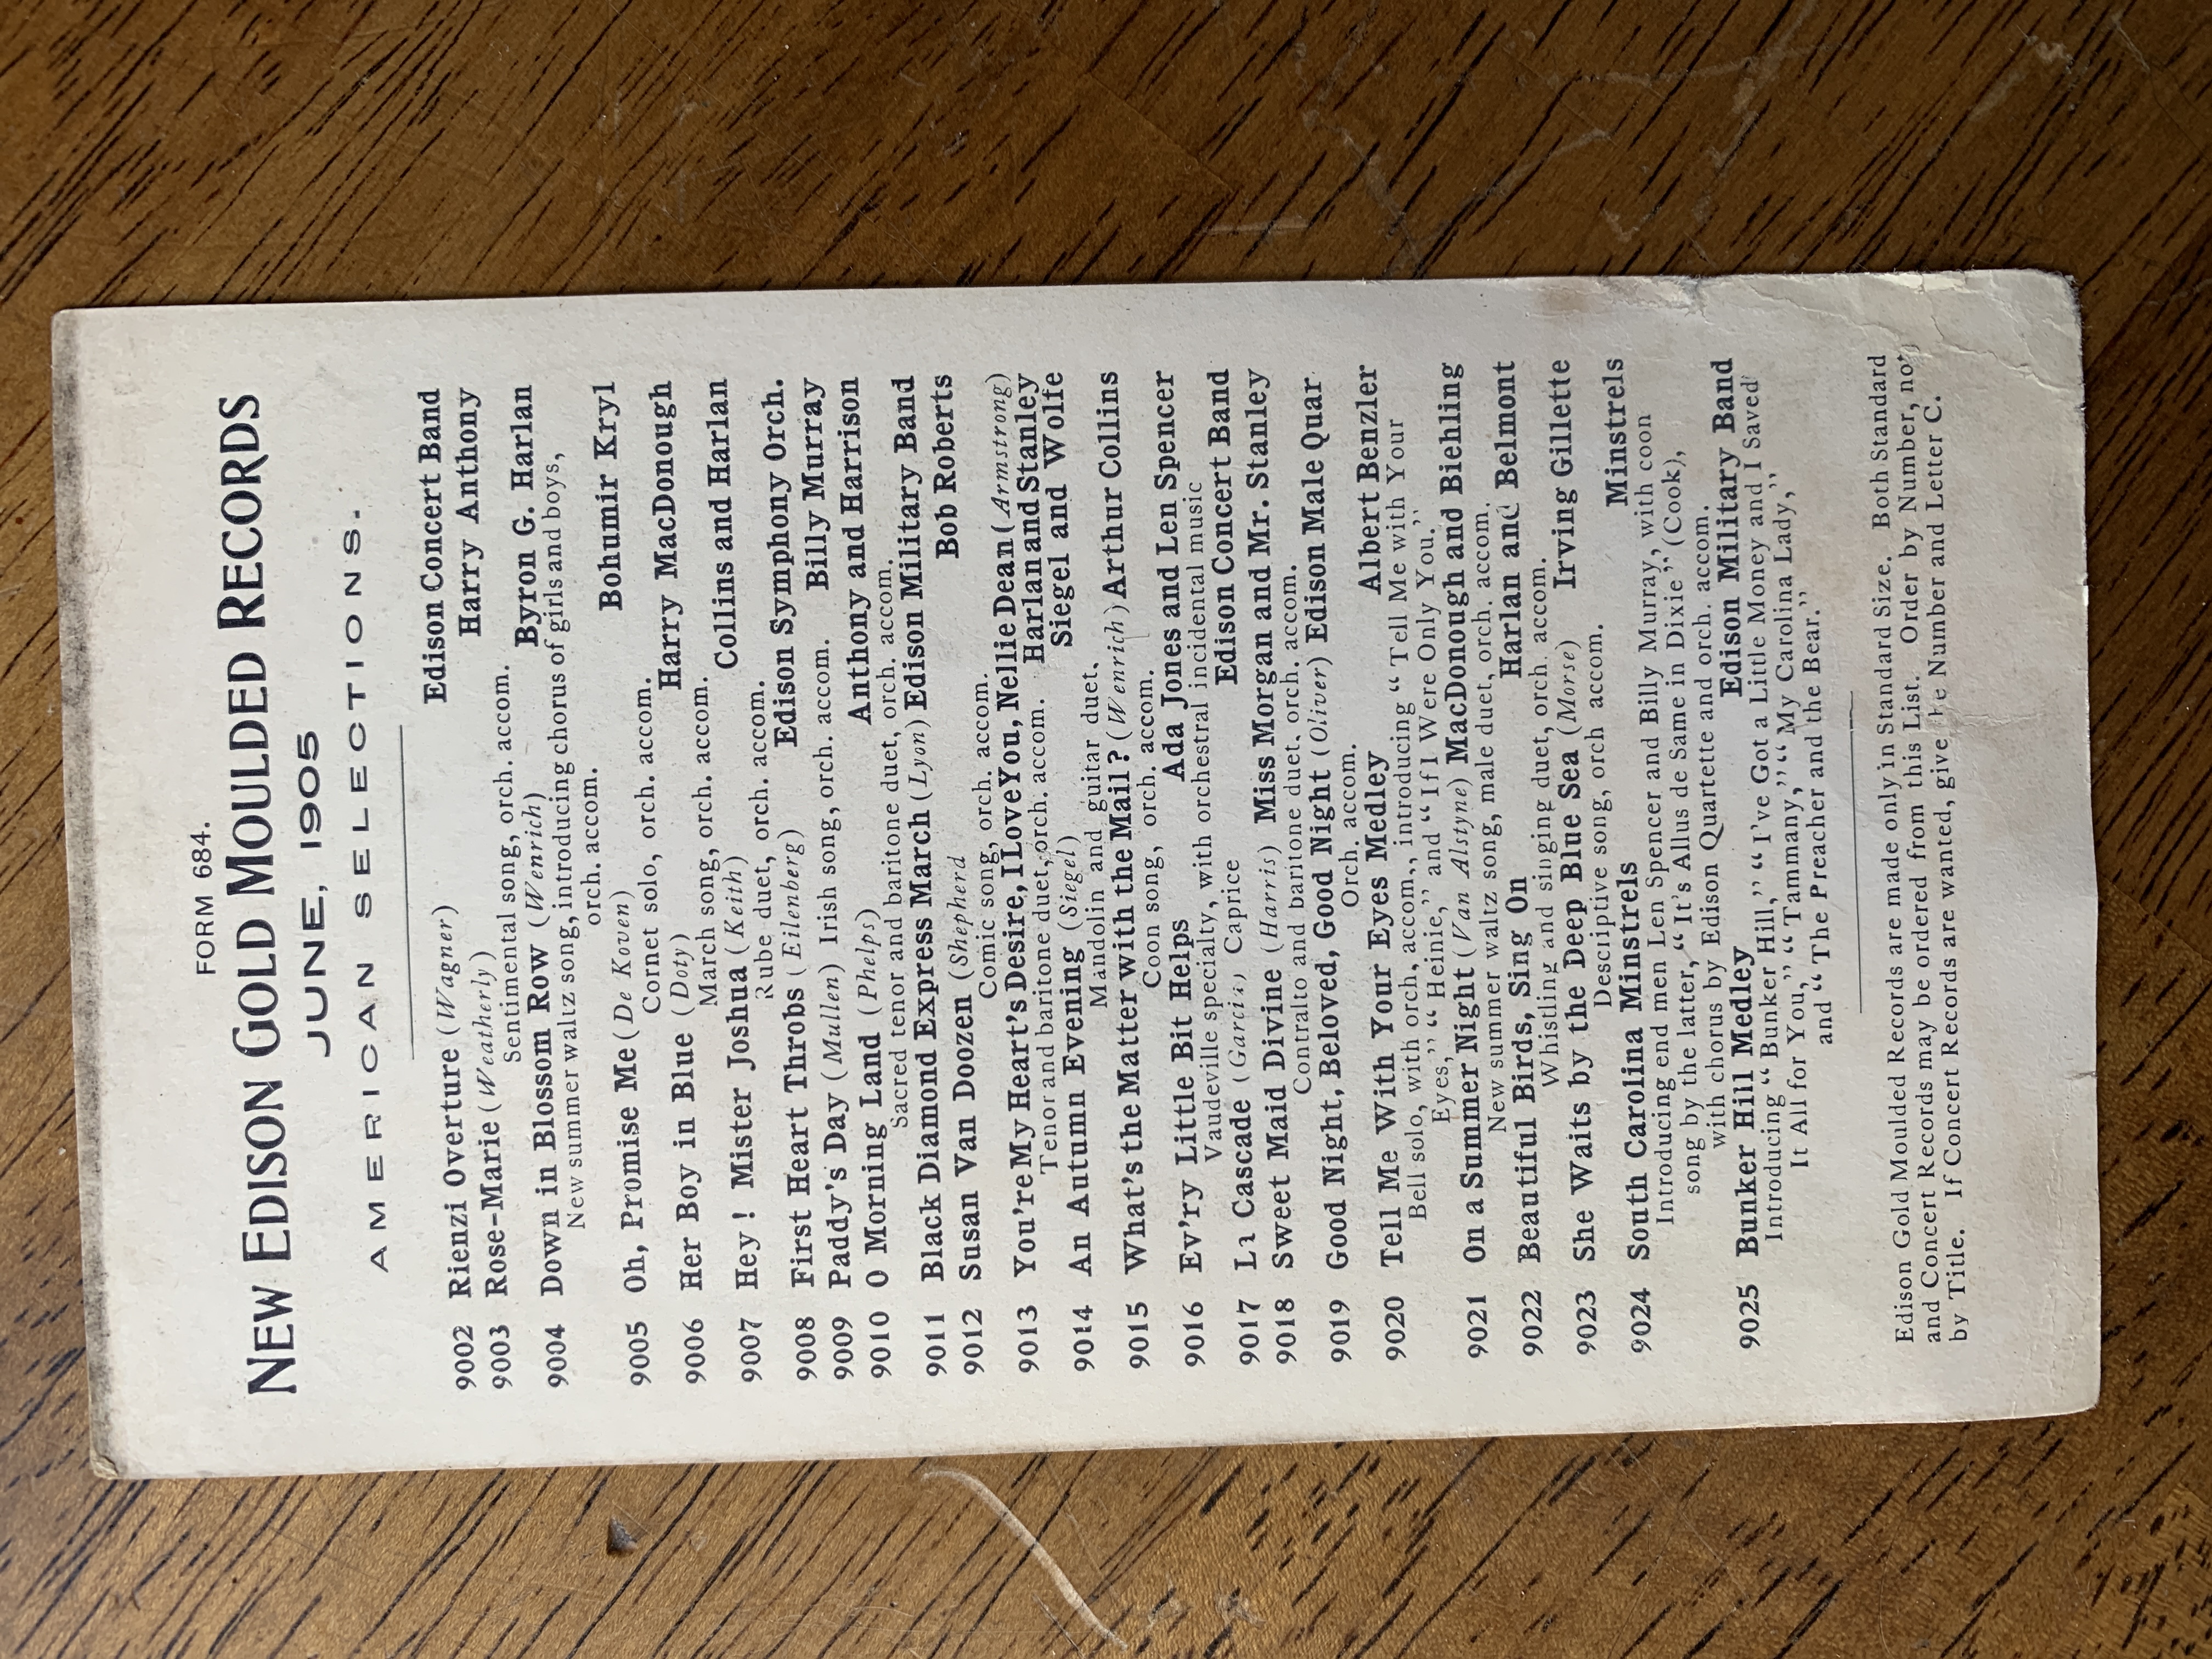 FORM 684.
NEW EDISON GOLD MOULDED RECORDS
JUNE, 1905
AMERICAN SELECTIONS.
9002 Rienzi Overture (Wagner) Edison Concert Band
9003 Rose-Marie (Weatherly) Harry Anthony
Sentimental song, orch. accom.
9004 Down in Blossom Row (Wenrich) Byron G. Harlan
New summer waltz song, introducing chorus of girls and boys,
orch. accom.
9005 Oh, Promise Me (De Koven) Bohumir Kryl
Cornet solo, orch. accom.
9006 Her Boy in Blue (Doty) Harry MacDonough
March song, orch. accom.
9007 Hey! Mister Joshua (Keith) Collins and Harlan
Rube duet, orch. accom.
9008 First Heart Throbs (Eilenberg) Edison Symphony Orch.
9009 Paddy's Day (Mullen) Irish song, orch. accom. Billy Murray
9010 O Morning Land (Phelps) Anthony and Harrison
Sacred tenor and baritone duet, orch. accom.
9011 Black Diamond Express March (Lyon) Edison Military Band
9012 Susan Van Doozen (Shepherd Bob Roberts
Comic song, orch. accom.
9013 You're My Heart's Desire, I Love You, Nellie Dean (Armstrong)
Tenor and baritone duet, orch. accom. Harlan and Stanley
9014 An Autumn Evening (Siegel) Siegel and Wolfe
Mandolin and guitar duet.
9015 What's the Matter with the Mail? (Wenrich) Arthur Collins
Coon song, orch. accom.
9016 Ev'ry Little Bit Helps Ada Jones and Len Spencer
Vaudeville specialty, with orchestral incidental music
9017 La Cascade (Garcia) Caprice Edison Concert Band
9018 Sweet Maid Divine (Harris) Miss Morgan and Mr. Stanley
Contralto and baritone duet, orch. accom.
9019 Good Night, Beloved, Good Night (Oliver) Edison Male Quar
Orch. accom.
9020 Tell Me With Your Eyes Medley Albert Benzler
Bell solo, with orch, accom., introducing "Tell Me with Your
Eyes," "Heinie," and "If I Were Only You."
9021 On a Summer Night (Van Alstyne) MacDonough and Biehling
New summer waltz song, male duet, orch. accom.
9022 Beautiful Birds, Sing On Harlan and Belmont
Whistling and singing duet, orch. accom.
9023 She Waits by the Deep Blue Sea (Morse) Irving Gillette
Descriptive song, orch accom.
9024 South Carolina Minstrels Minstrels
Introducing end men Len Spencer and Billy Murray, with coon
song by the latter, "It's Allus de Same in Dixie" (Cook),
with chorus by Edison Quartette and orch. accom.
9025 Bunker Hill Medley Edison Military Band
Introducing "Bunker Hill," "I've Got a Little Money and I Saved
It All for You," "Tammany," "My Carolina Lady,"
and "The Preacher and the Bear."
Edison Gold Moulded Records are made only in Standard Size. Both Standard
and Concert Records may be ordered from this List. Order by Number, not
by Title. If Concert Records are wanted, give the Number and Letter C.